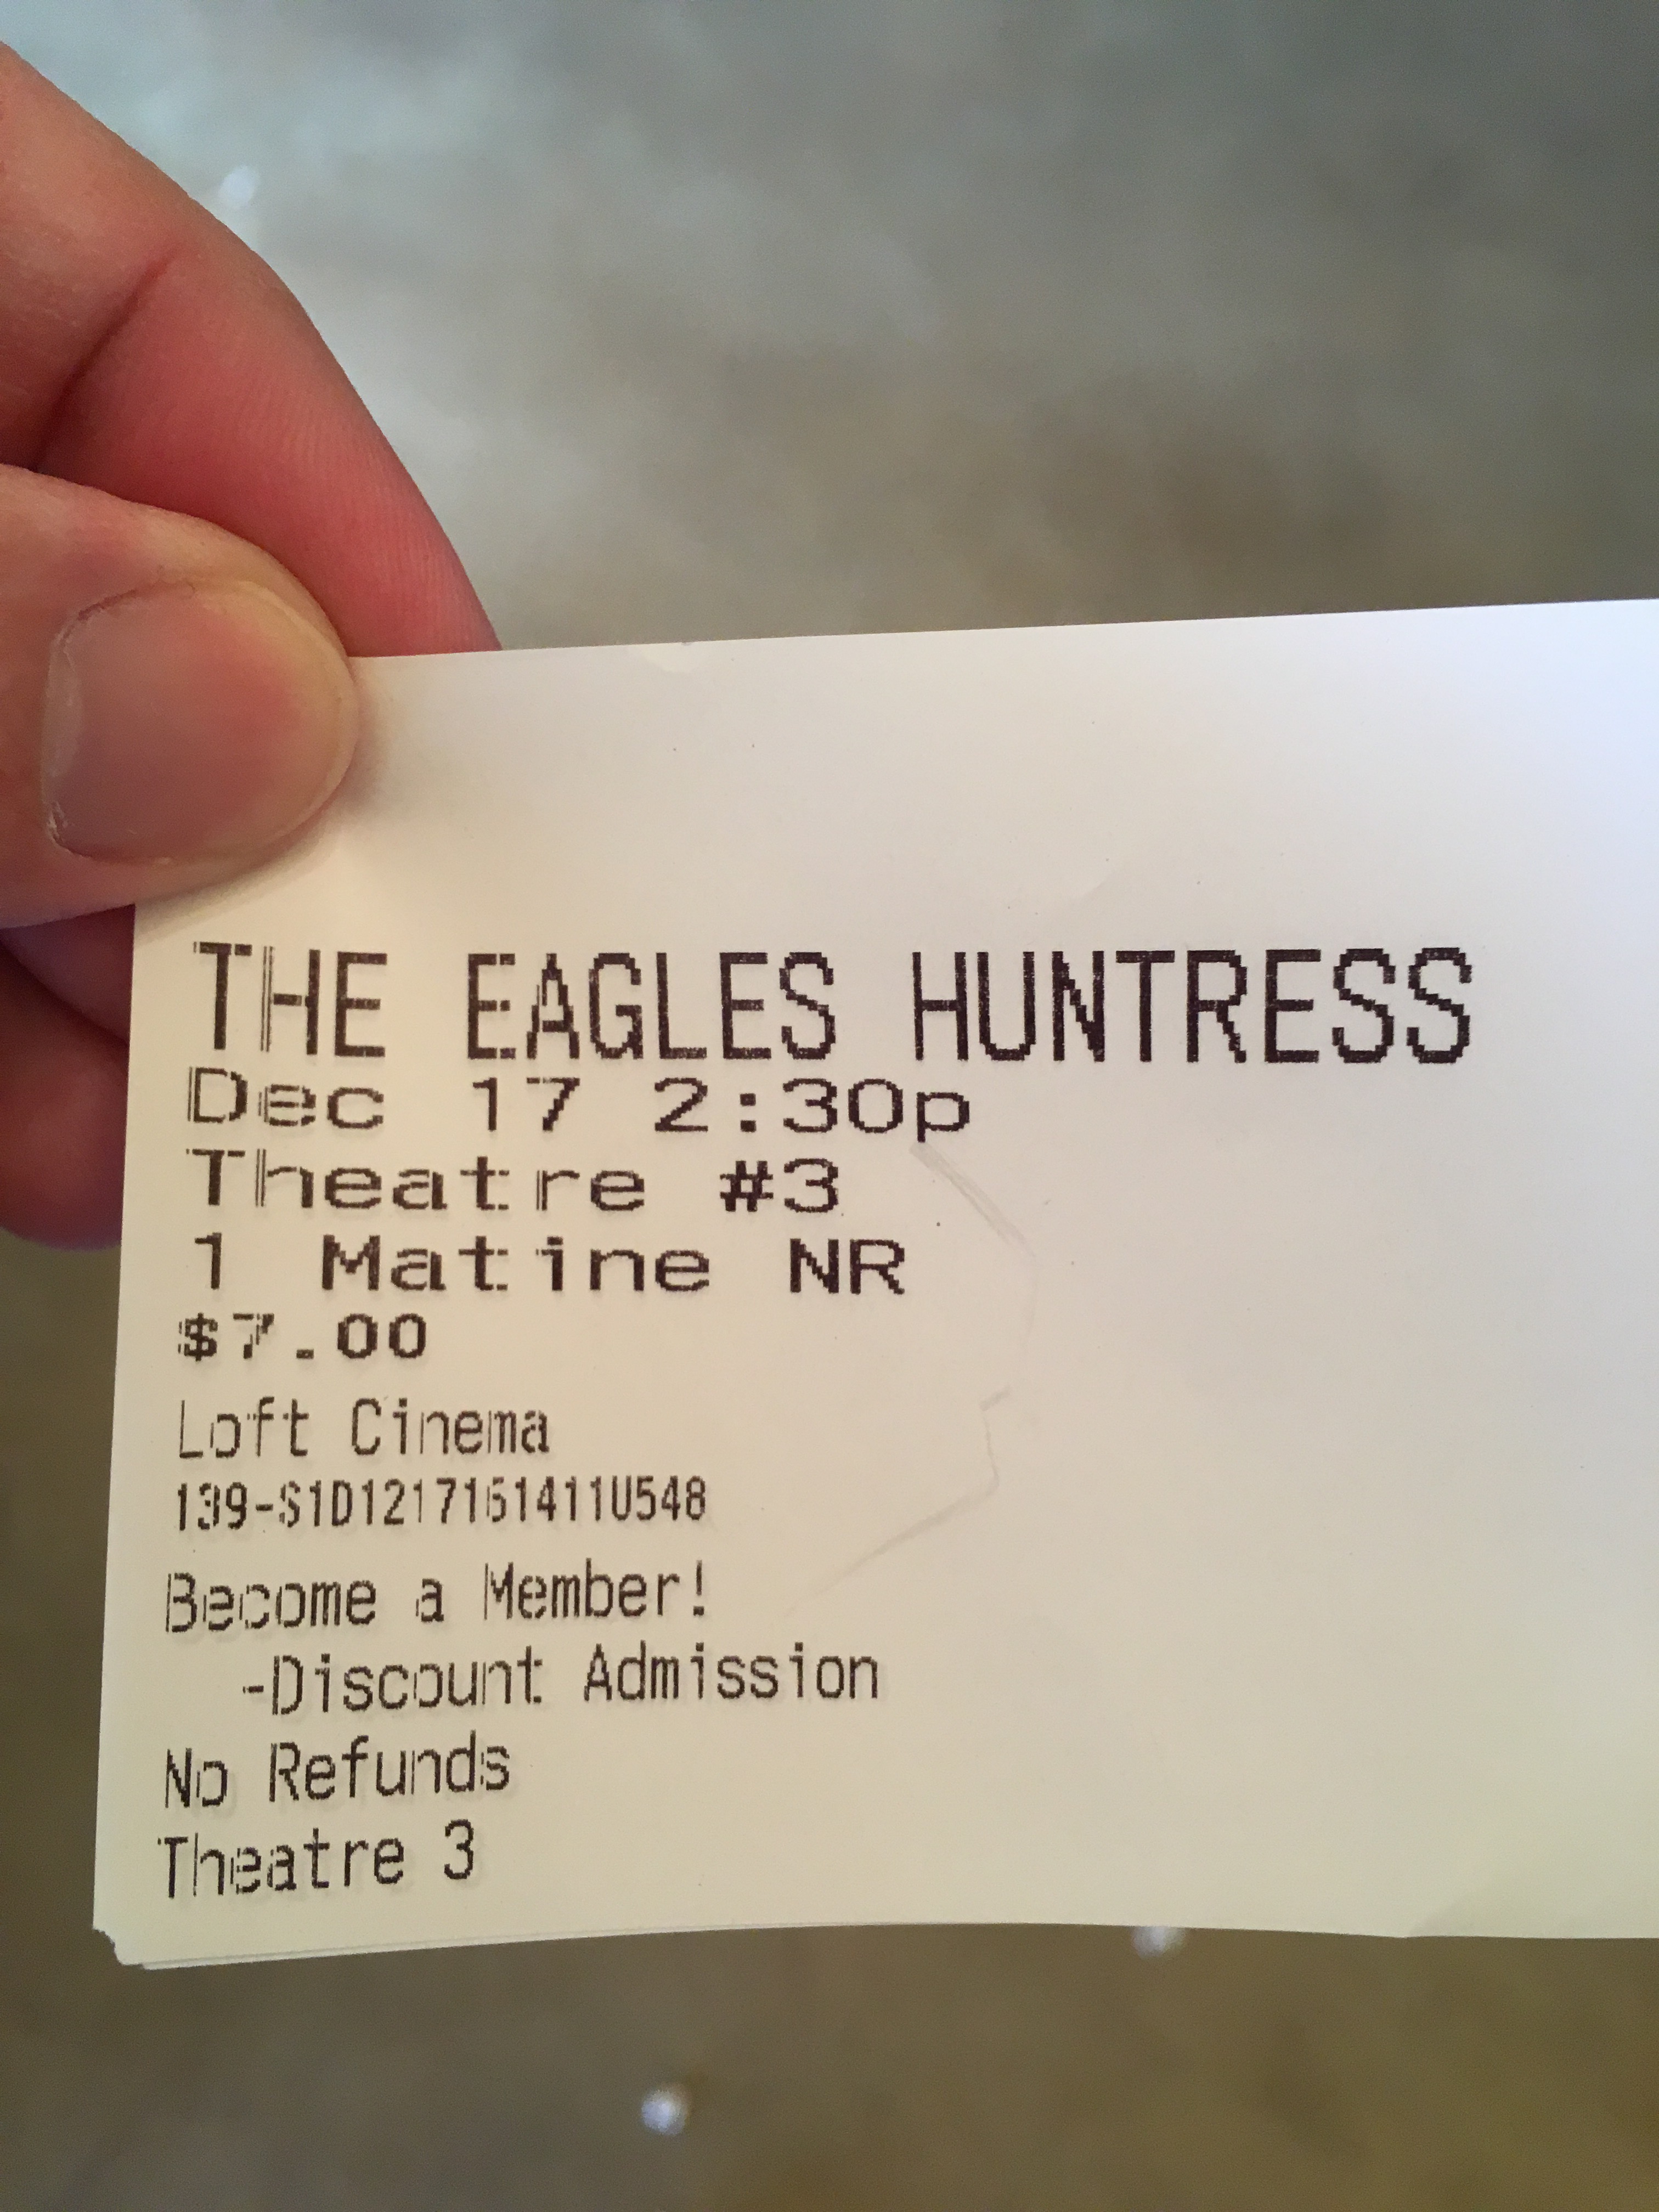 THE EAGLES HUNTRESS
Dec 17 2:30p
Theatre #3
1 Matine NR
$7.00
Loft Cinema
139-S1D1217161411U548
Become a Member!
-Discount Admission
No Refunds
Theatre 3